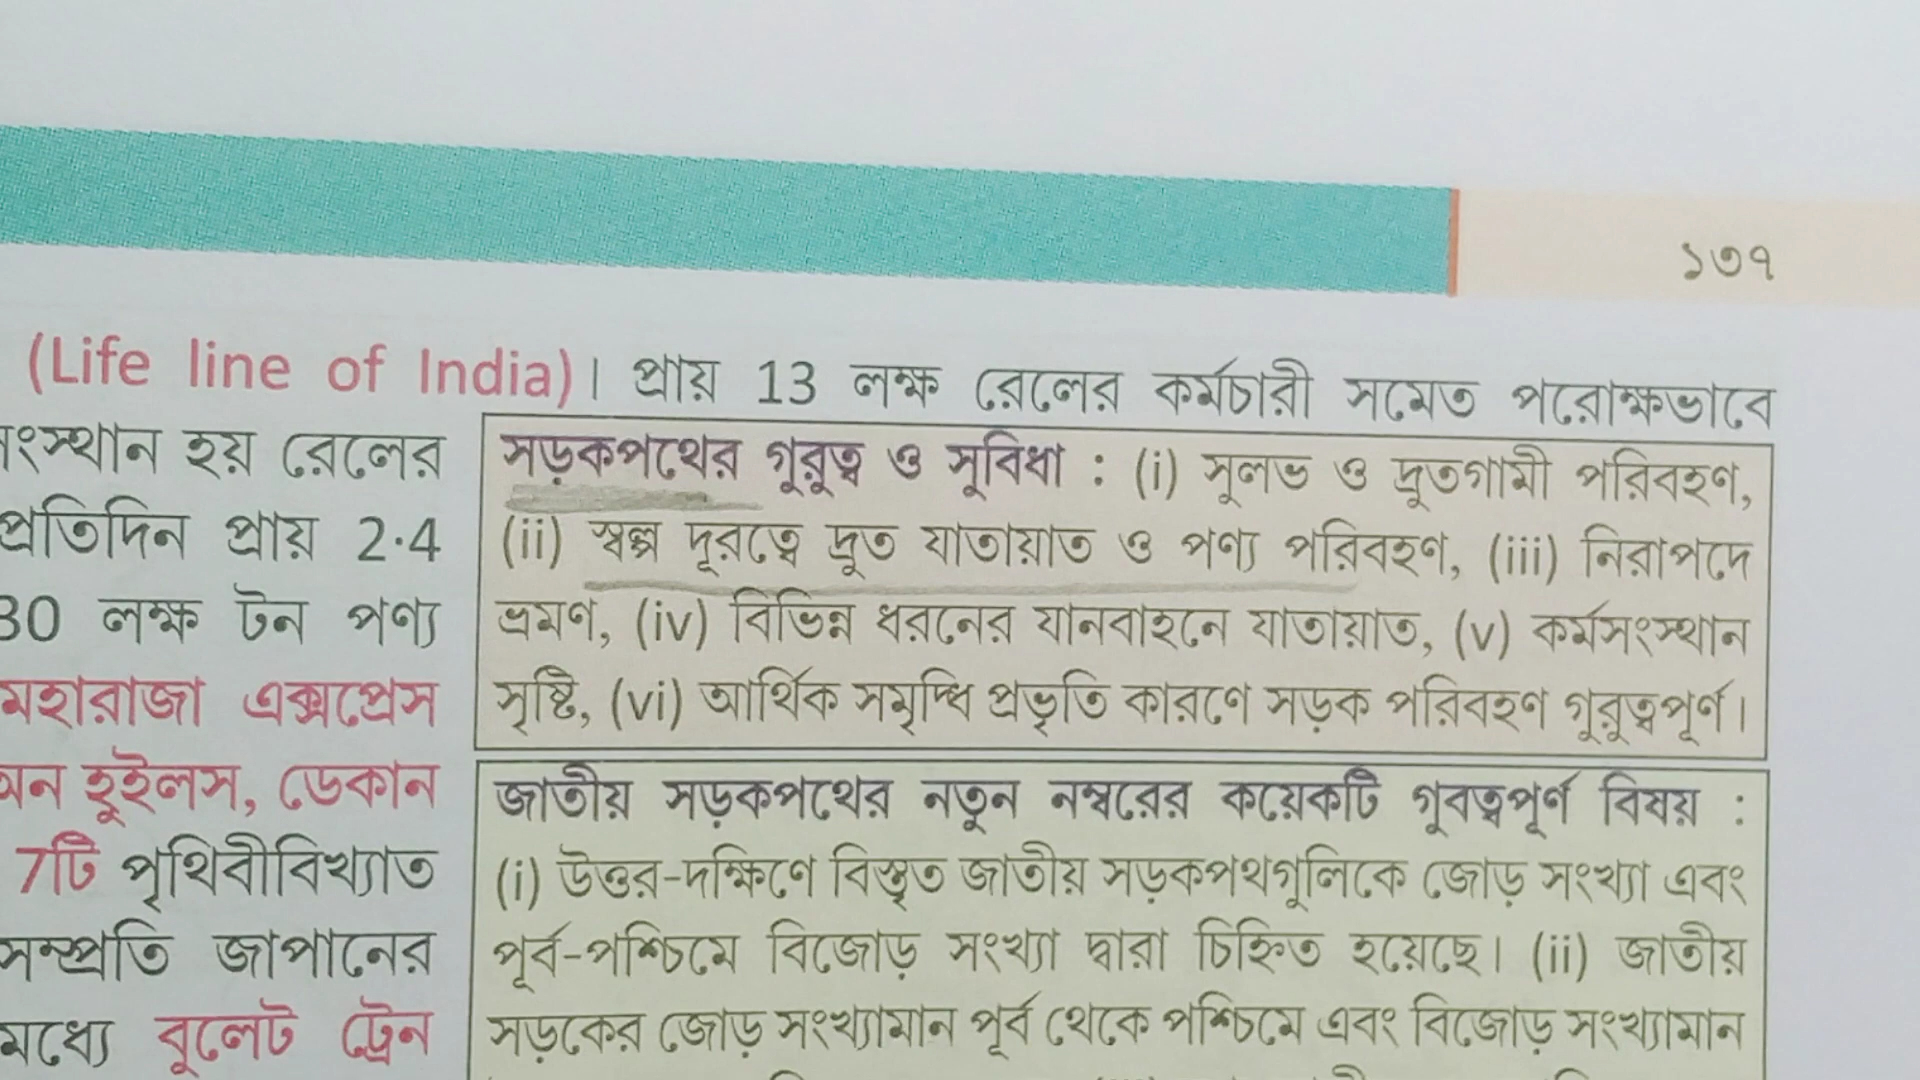 ১৩৭
(Life line of India)। প্রায় 13 লক্ষ রেলের কর্মচারী সমেত পরোক্ষভাবে
হয় রেলের
প্রতিদিন প্রায় 2·4
30 লক্ষ টন পণ্য
মহারাজা এক্সপ্রেস
হুইলস, ডেকান
7টি পৃথিবীবিখ্যাত
সম্প্রতি জাপানের
মধ্যে বুলেট ট্রেন
সড়কপথের গুরুত্ব ও সুবিধা : (i) সুলভ ও দ্রুতগামী পরিবহণ,
(ii) স্বল্প দূরত্বে দ্রুত যাতায়াত ও পণ্য পরিবহণ, (iii) নিরাপদে
ভ্রমণ, (iv) বিভিন্ন ধরনের যানবাহনে যাতায়াত, (v) কর্মসংস্থান
সৃষ্টি, (vi) আর্থিক সমৃদ্ধি প্রভৃতি কারণে সড়ক পরিবহণ গুরুত্বপূর্ণ।
জাতীয় সড়কপথের নতুন নম্বরের কয়েকটি গুবত্বপূর্ণ বিষয় :
(i) উত্তর-দক্ষিণে বিস্তৃত জাতীয় সড়কপথগুলিকে জোড় সংখ্যা এবং
পূর্ব-পশ্চিমে বিজোড় সংখ্যা দ্বারা চিহ্নিত হয়েছে। (ii) জাতীয়
সড়কের জোড় সংখ্যামান পূর্ব থেকে পশ্চিমে এবং বিজোড় সংখ্যামান